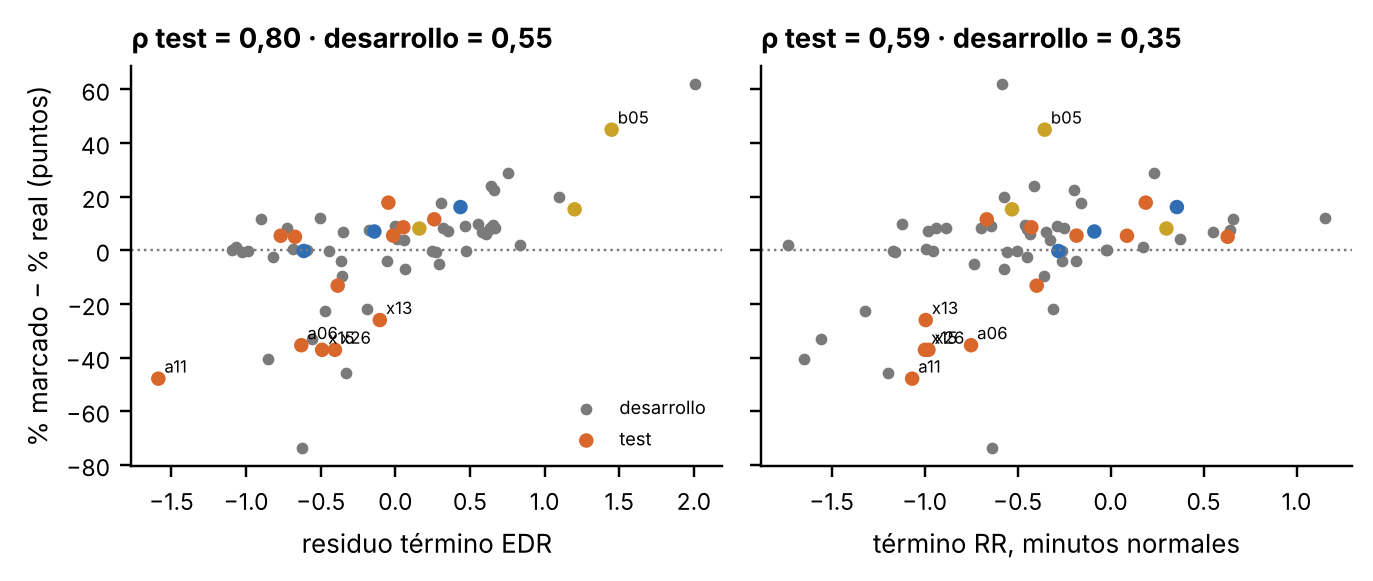 ρ test = 0,80 · desarrollo = 0,55
% marcado − % real (puntos)
60
40
20
0
−20
−40
−60
−80
b05
x13
a06
x26
a11
desarrollo
test
−1.5
−1.0
−0.5
0.0
0.5
1.0
1.5
2.0
residuo término EDR
ρ test = 0,59 · desarrollo = 0,35
b05
x13
a06
a11
−1.5
−1.0
−0.5
0.0
0.5
1.0
término RR, minutos normales